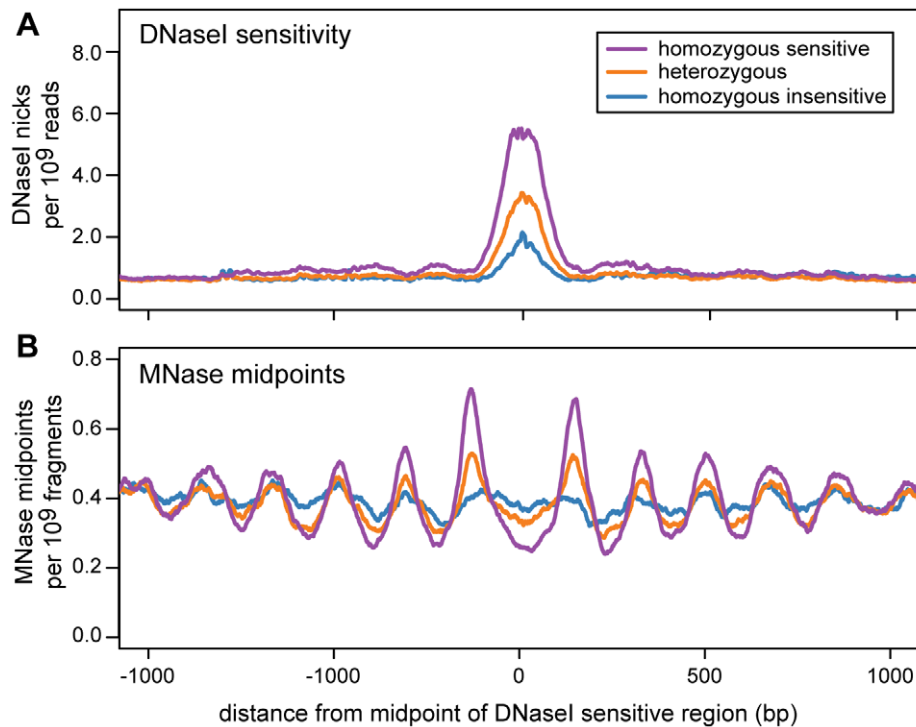 A
DNaseI sensitivity
homozygous sensitive
heterozygous
homozygous insensitive
DNaseI nicks
per 10⁹ reads
8.0
6.0
4.0
2.0
0.0
B
MNase midpoints
MNase midpoints
per 10⁹ fragments
0.8
0.6
0.4
0.2
0.0
-1000 -1000 0 500 1000
distance from midpoint of DNaseI sensitive region (bp)